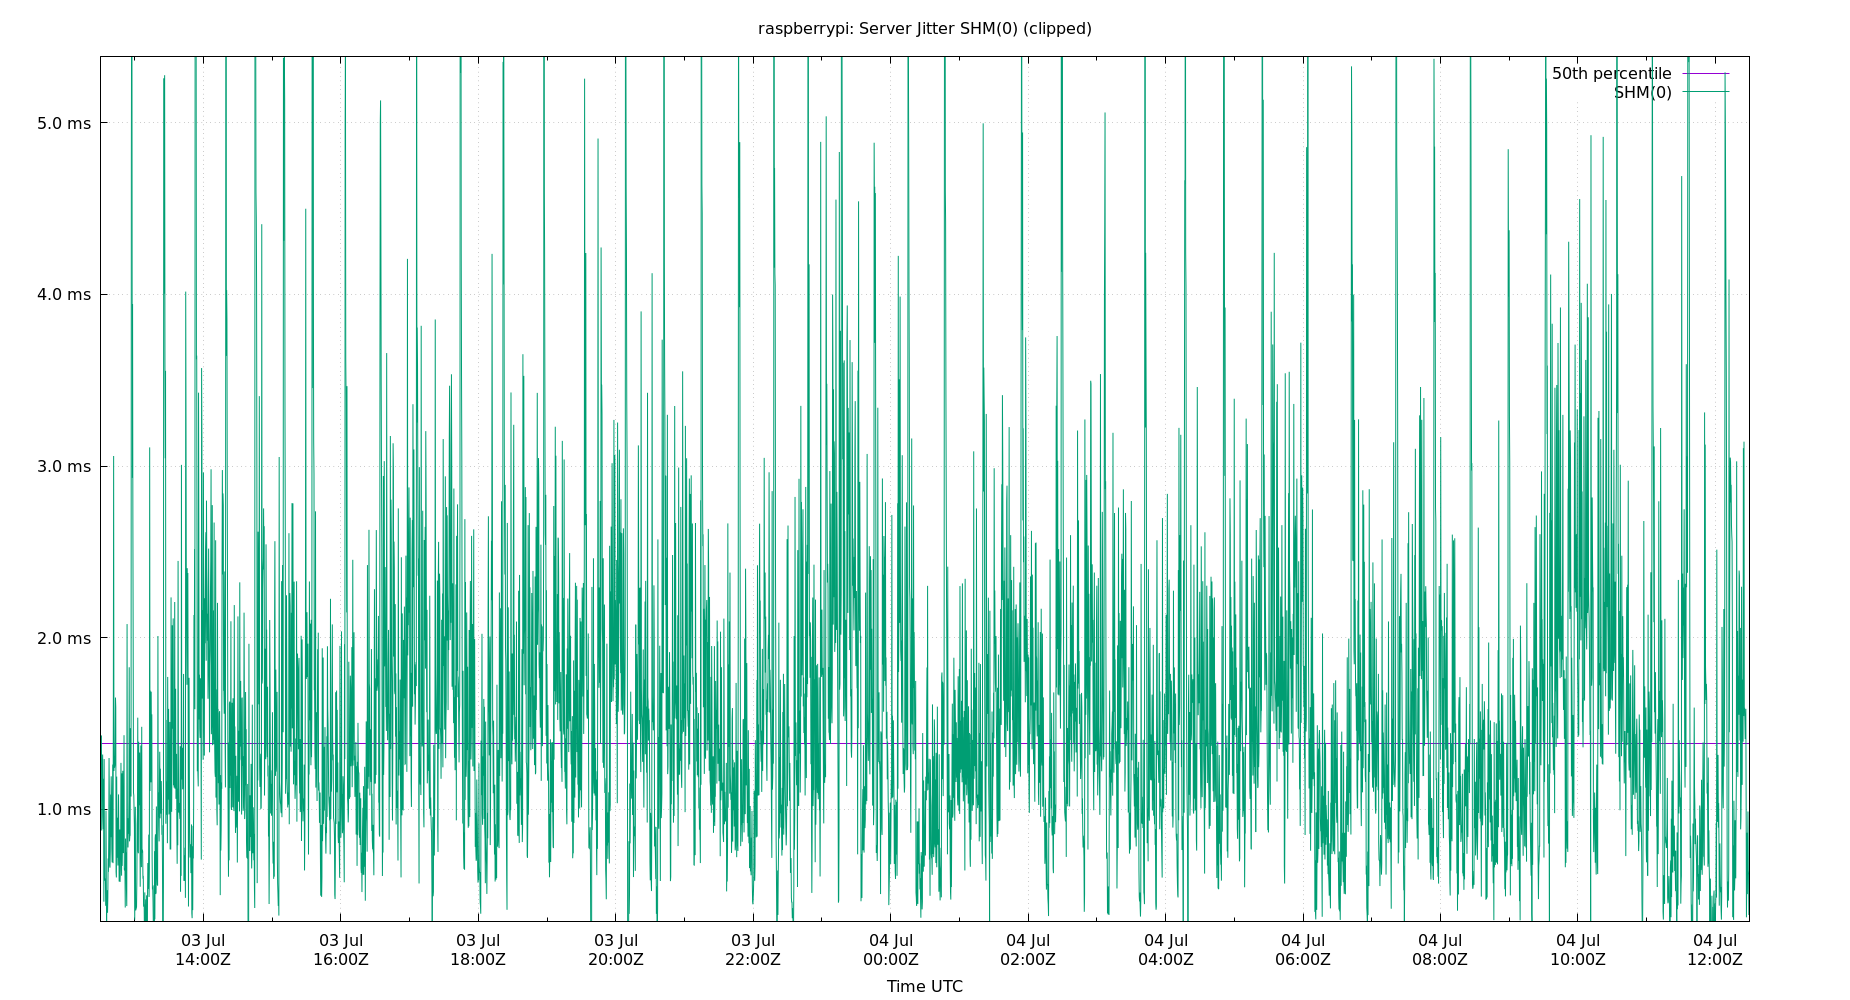 raspberrypi: Server Jitter SHM(0) (clipped)
50th percentile
SHM(0)
5.0 ms
4.0 ms
3.0 ms
2.0 ms
1.0 ms
03 Jul 03 Jul 03 Jul 03 Jul 03 Jul 04 Jul 04 Jul 04 Jul 04 Jul 04 Jul 04 Jul 04 Jul
14:00Z 16:00Z 18:00Z 20:00Z 22:00Z 00:00Z 02:00Z 04:00Z 06:00Z 08:00Z 10:00Z 12:00Z
Time UTC